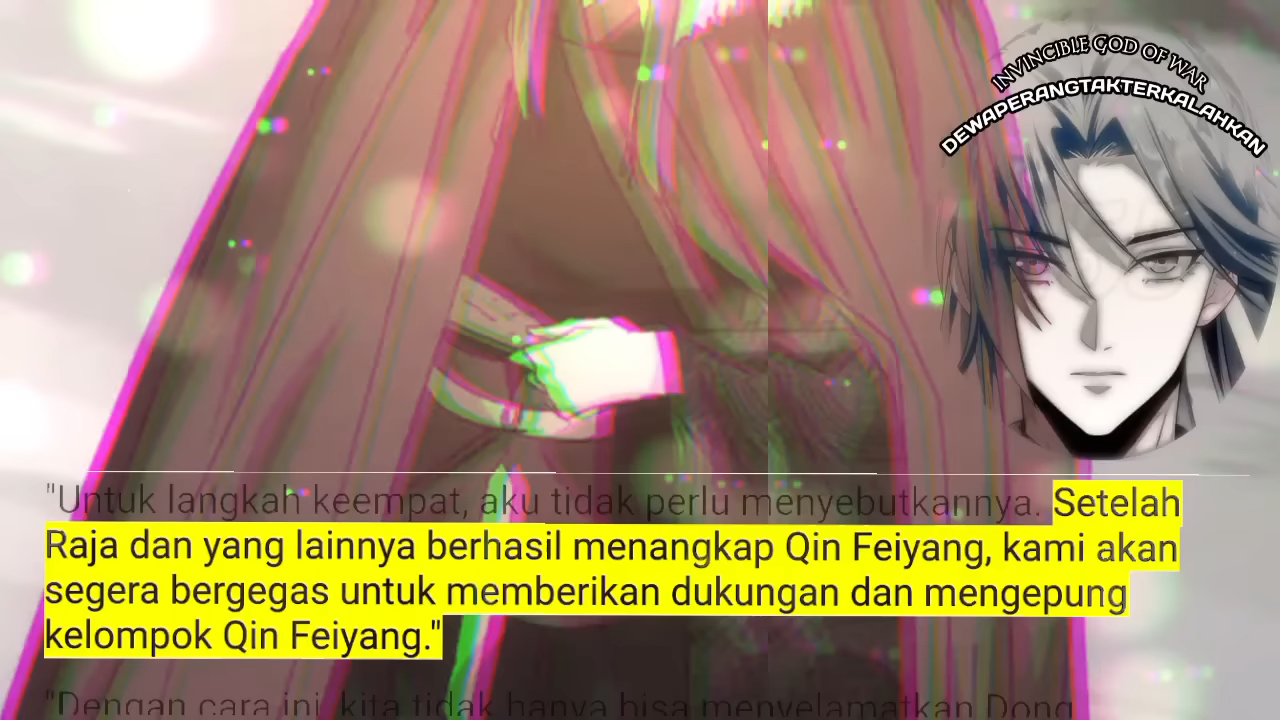 INVINCIBLE GOD OF WAR
DEWAPERANGTAKTERKALAHKAN
"Untuk langkah keempat, aku tidak perlu menyebutkannya. Setelah
Raja dan yang lainnya berhasil menangkap Qin Feiyang, kami akan
segera bergegas untuk memberikan dukungan dan mengepung
kelompok Qin Feiyang."
"Dengan cara ini, kita tidak hanya bisa menyelamatkan Dong